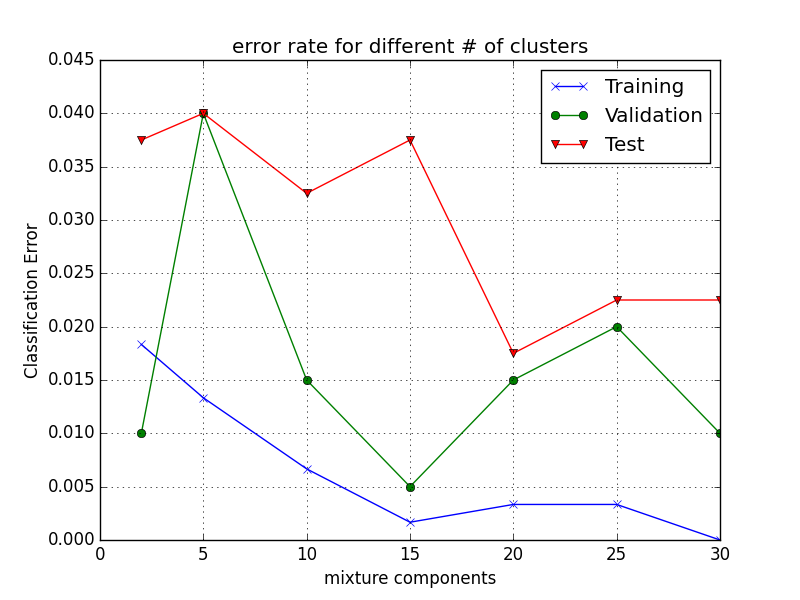 error rate for different # of clusters
0.045
0.040
0.035
0.030
0.025
0.020
0.015
0.010
0.005
0.000
Classification Error
Training
Validation
Test
0 5 10 15 20 25 30
mixture components